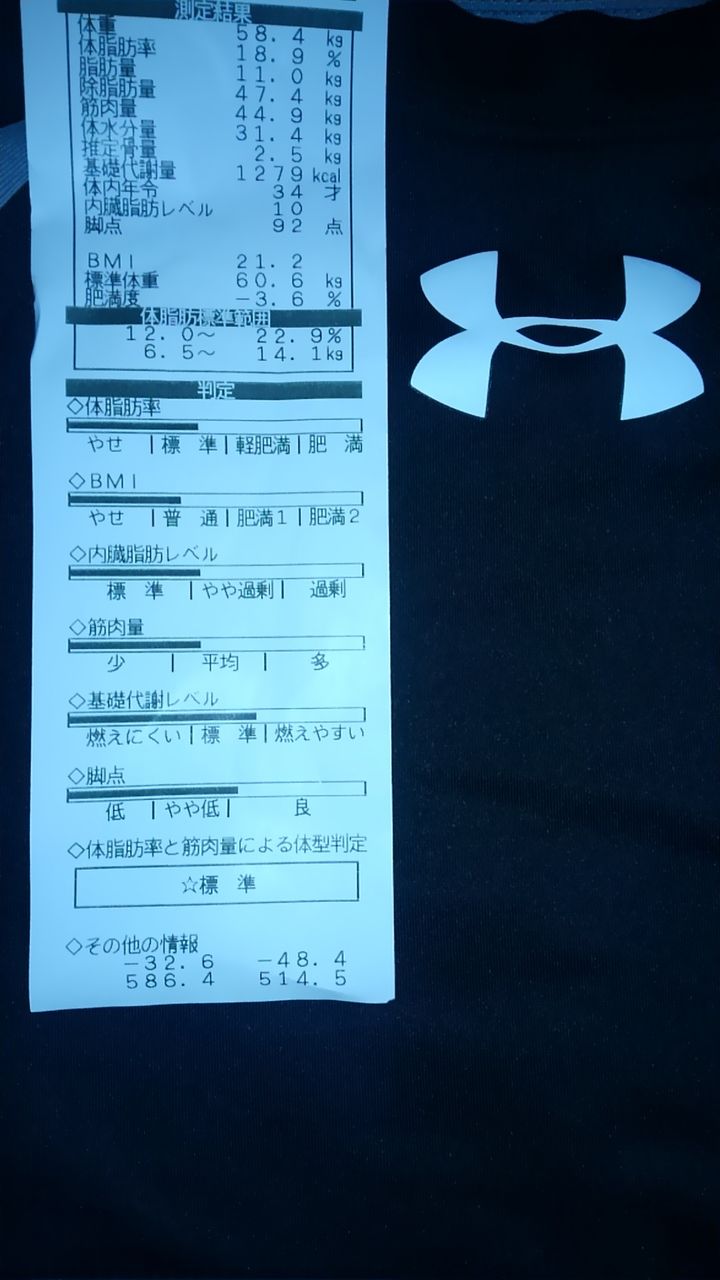 測定結果
体重 58.4 kg
体脂肪率 18.9 %
脂肪量 11.0 kg
除脂肪量 47.4 kg
筋肉量 44.9 kg
体水分量 31.4 kg
推定骨量 2.5 kg
基礎代謝量 1279 kcal
体内年令 34 才
内臓脂肪レベル 10
脚点 92 点
BMI 21.2
標準体重 60.6 kg
肥満度 －3.6 %
体脂肪標準範囲
12.0～ 22.9%
6.5～ 14.1kg
判定
◇体脂肪率
やせ |標 準|軽肥満|肥 満
◇BMI
やせ |普 通|肥満1|肥満2
◇内臓脂肪レベル
標 準 |やや過剰| 過剰
◇筋肉量
少 | 平均 | 多
◇基礎代謝レベル
燃えにくい|標 準|燃えやすい
◇脚点
低 |やや低| 良
◇体脂肪率と筋肉量による体型判定
☆標 準
◇その他の情報
－32.6 －48.4
586.4 514.5